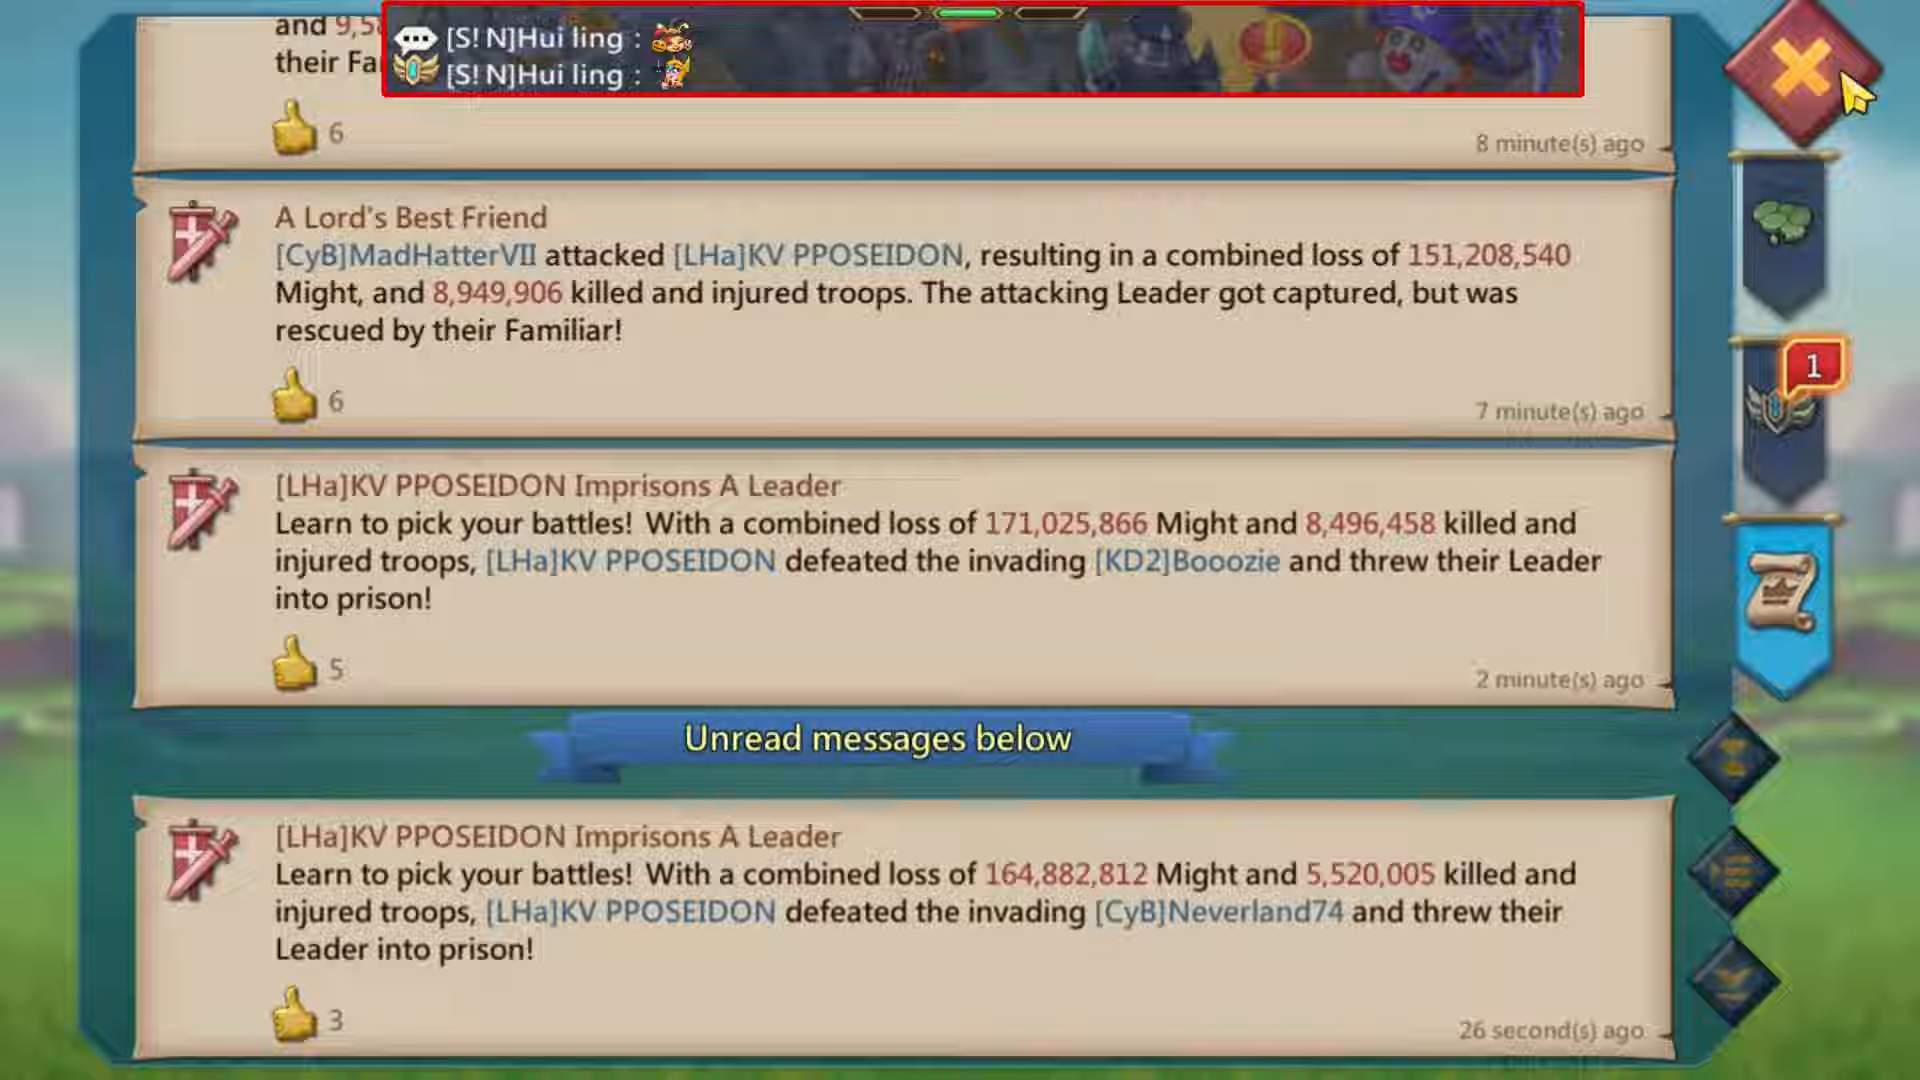 and 9,5
their Fa
[S! N]Hui ling :
[S! N]Hui ling :
6
8 minute(s) ago
A Lord's Best Friend
[CyB]MadHatterVII attacked [LHa]KV PPOSEIDON, resulting in a combined loss of 151,208,540
Might, and 8,949,906 killed and injured troops. The attacking Leader got captured, but was
rescued by their Familiar!
6
7 minute(s) ago
1
[LHa]KV PPOSEIDON Imprisons A Leader
Learn to pick your battles! With a combined loss of 171,025,866 Might and 8,496,458 killed and
injured troops, [LHa]KV PPOSEIDON defeated the invading [KD2]Booozie and threw their Leader
into prison!
5
2 minute(s) ago
Unread messages below
[LHa]KV PPOSEIDON Imprisons A Leader
Learn to pick your battles! With a combined loss of 164,882,812 Might and 5,520,005 killed and
injured troops, [LHa]KV PPOSEIDON defeated the invading [CyB]Neverland74 and threw their
Leader into prison!
3
26 second(s) ago